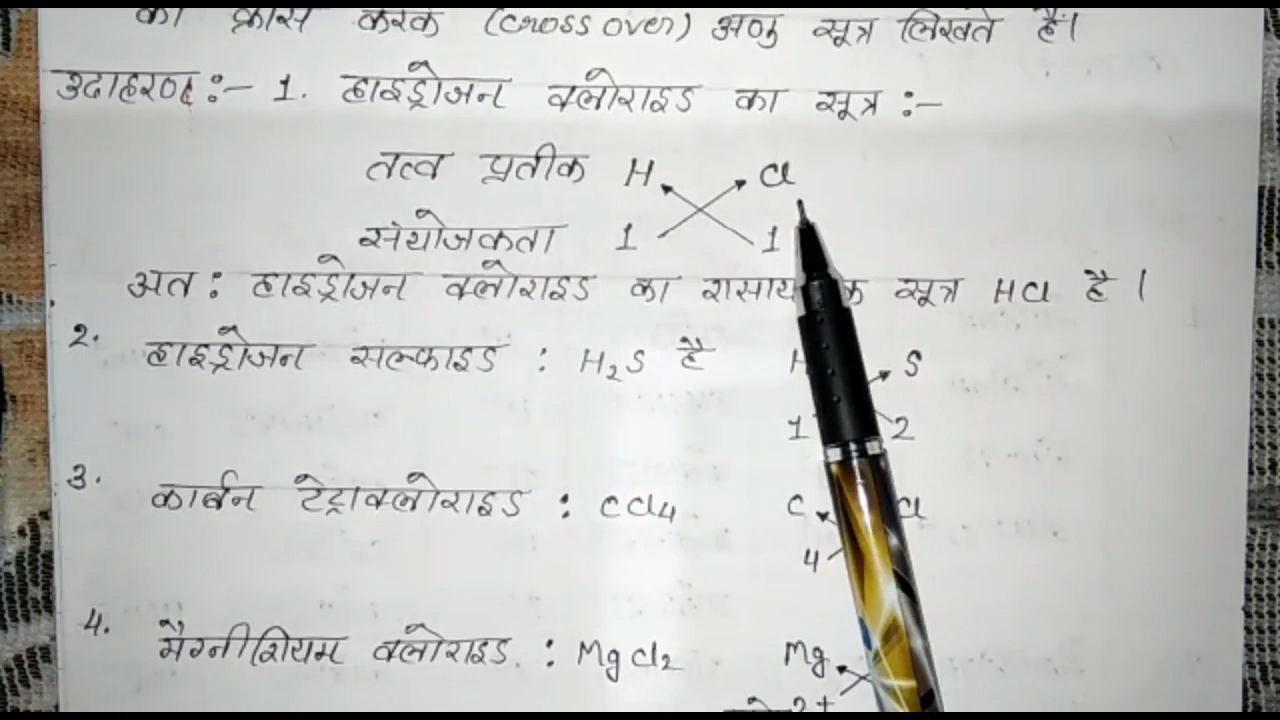 को क्रास करके (cross over) अणु सूत्र लिखते हैं।
उदाहरण :- 1. हाइड्रोजन क्लोराइड का सूत्र :-
तत्व प्रतीक H Cl
संयोजकता 1 1
अत: हाइड्रोजन क्लोराइड का सूत्र HCl है।
2. हाइड्रोजन सल्फाइड : H₂S है H S
1 2
3. कार्बन टेट्राक्लोराइड : CCl₄ C Cl
4
4. मैग्नीशियम क्लोराइड : MgCl₂ Mg
2+